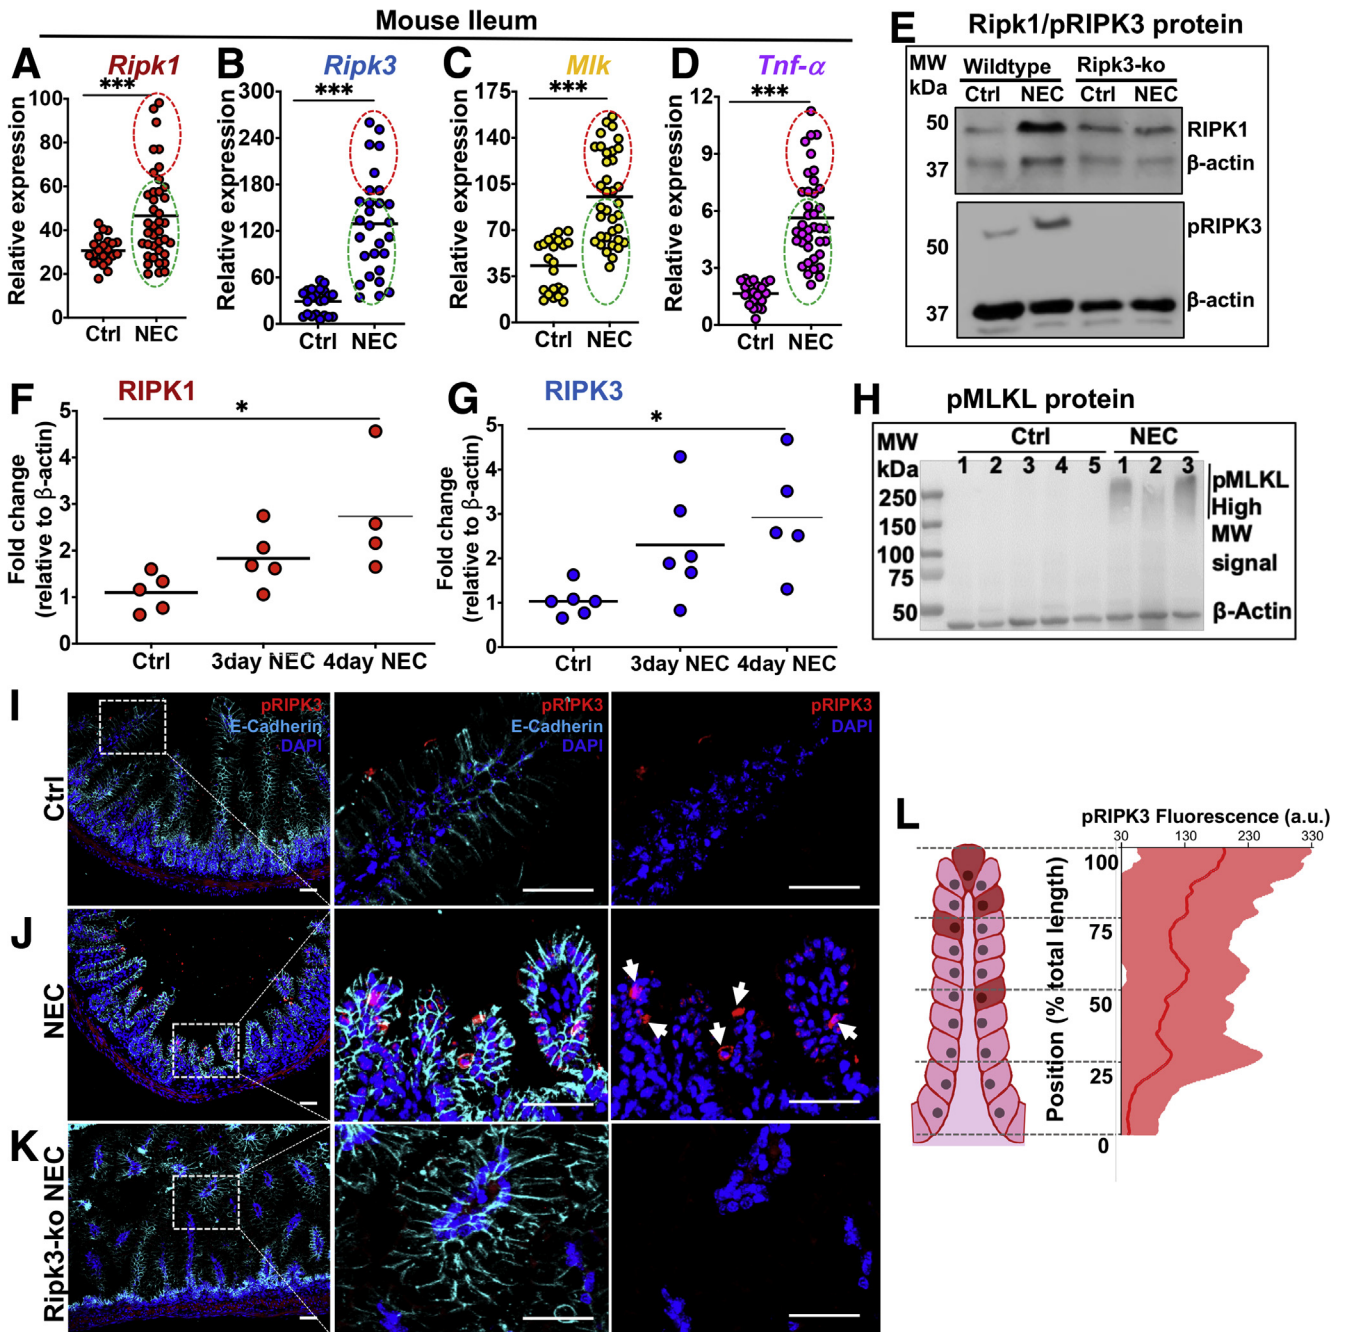 Mouse Ileum
A
Ripk1
***
Relative expression
100
80
60
40
20
0
Ctrl NEC
B
Ripk3
***
Relative expression
300
240
180
120
60
0
Ctrl NEC
C
Mlk
***
Relative expression
175
140
105
70
35
0
Ctrl NEC
D
Tnf-α
***
Relative expression
12
9
6
3
0
Ctrl NEC
E
Ripk1/pRIPK3 protein
MW
kDa
Wildtype Ripk3-ko
Ctrl NEC Ctrl NEC
50
37
RIPK1
β-actin
50
37
pRIPK3
β-actin
F
RIPK1
*
Fold change
(relative to β-actin)
5
4
3
2
1
0
Ctrl 3day NEC 4day NEC
G
RIPK3
*
Fold change
(relative to β-actin)
5
4
3
2
1
0
Ctrl 3day NEC 4day NEC
H
pMLKL protein
MW
kDa
Ctrl NEC
1 2 3 4 5 1 2 3
250
150
100
75
50
pMLKL
High
MW
signal
β-Actin
I
Ctrl
pRIPK3
E-Cadherin
DAPI
pRIPK3
E-Cadherin
DAPI
pRIPK3
DAPI
J
NEC
K
Ripk3-ko NEC
L
pRIPK3 Fluorescence (a.u.)
30 130 230 330
Position (% total length)
100
75
50
25
0